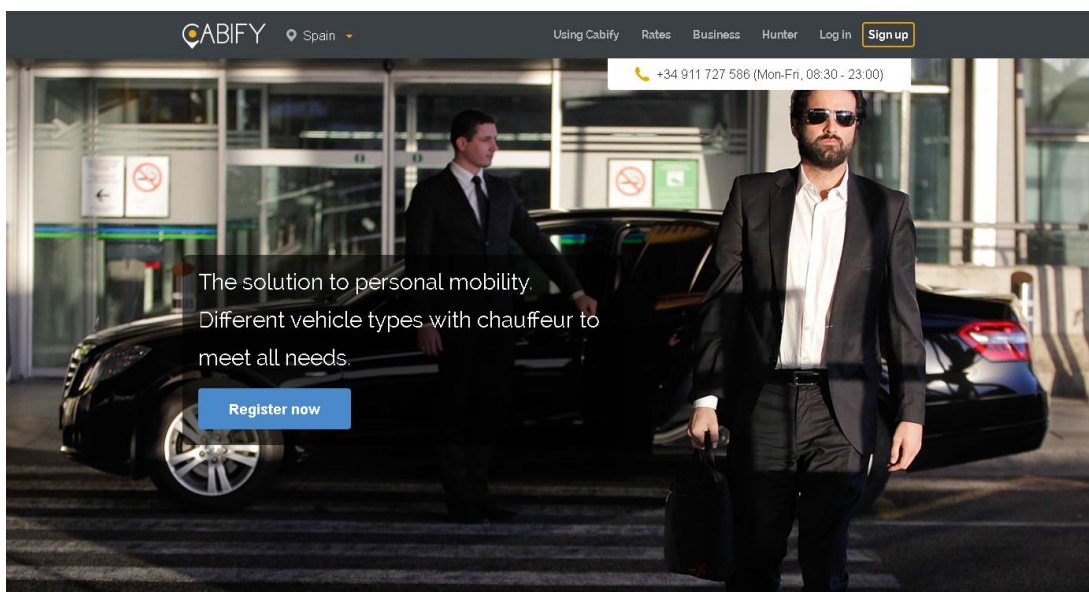 CABIFY
Spain
Using Cabify Rates Business Hunter Log in Sign up
+34 911 727 586 (Mon-Fri, 08:30 - 23:00)
The solution to personal mobility.
Different vehicle types with chauffeur to
meet all needs.
Register now